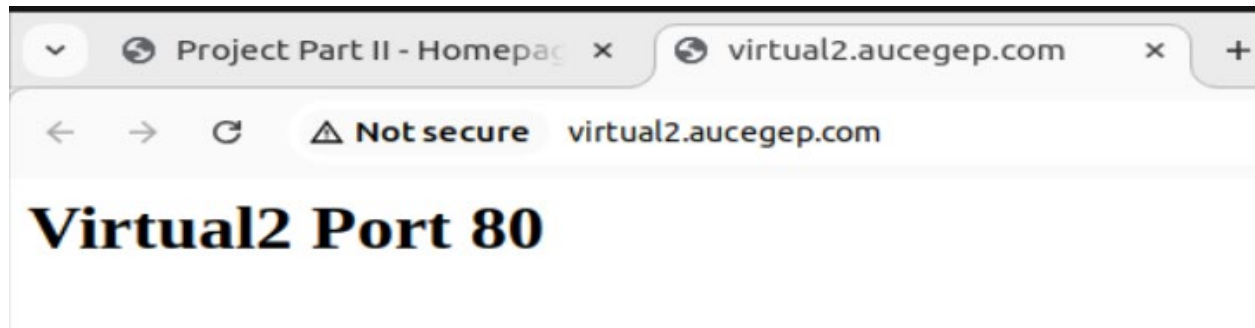 Project Part II - Homepag virtual2.aucegep.com
Not secure virtual2.aucegep.com
Virtual2 Port 80